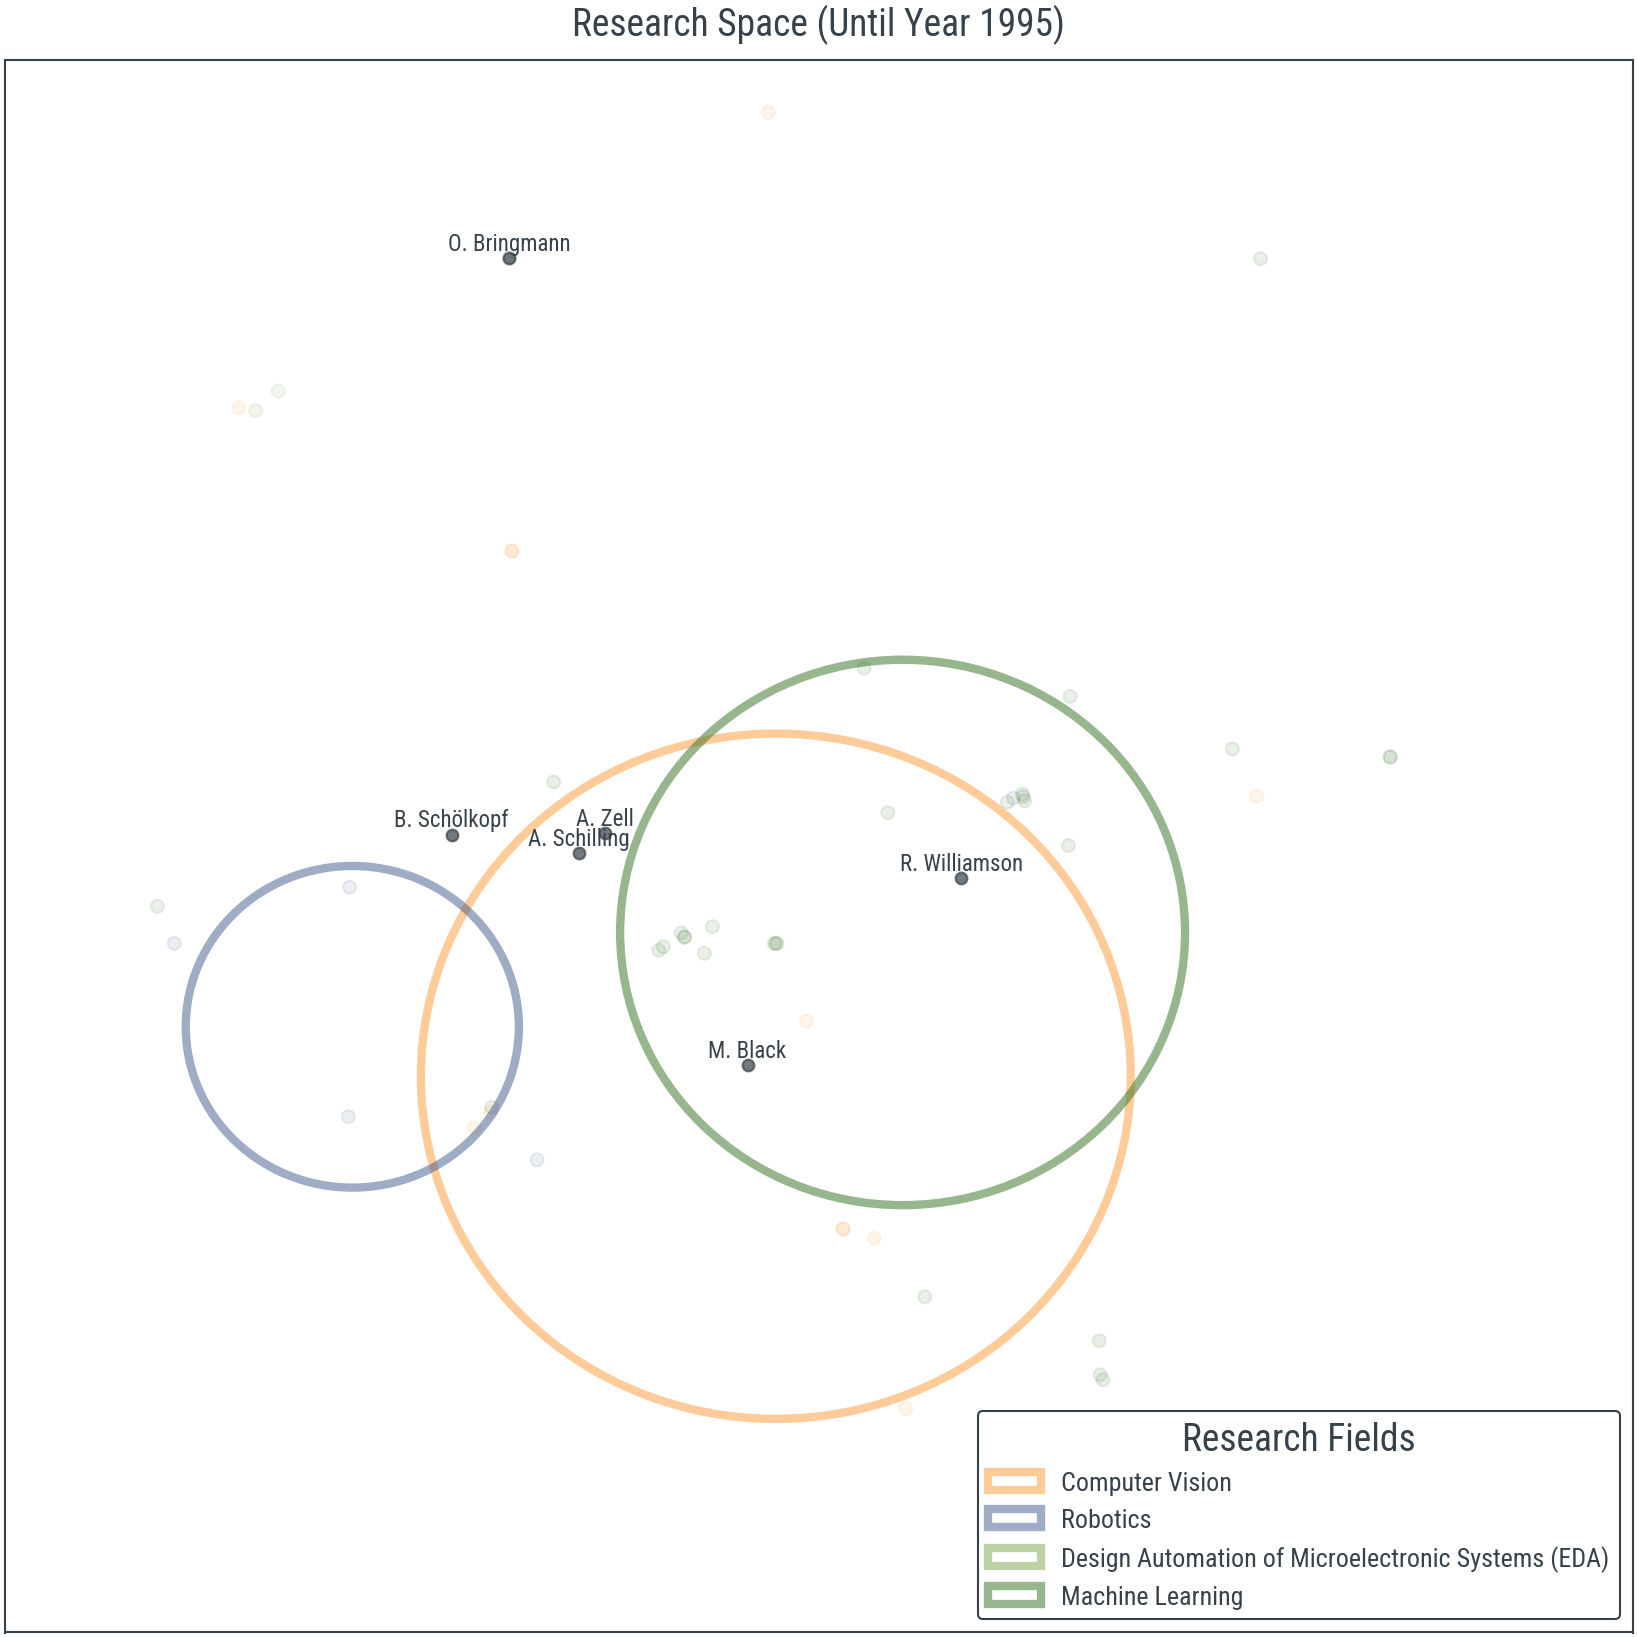 Research Space (Until Year 1995)
O. Bringmann
B. Schölkopf
A. Zell
A. Schilling
R. Williamson
M. Black
Research Fields
Computer Vision
Robotics
Design Automation of Microelectronic Systems (EDA)
Machine Learning